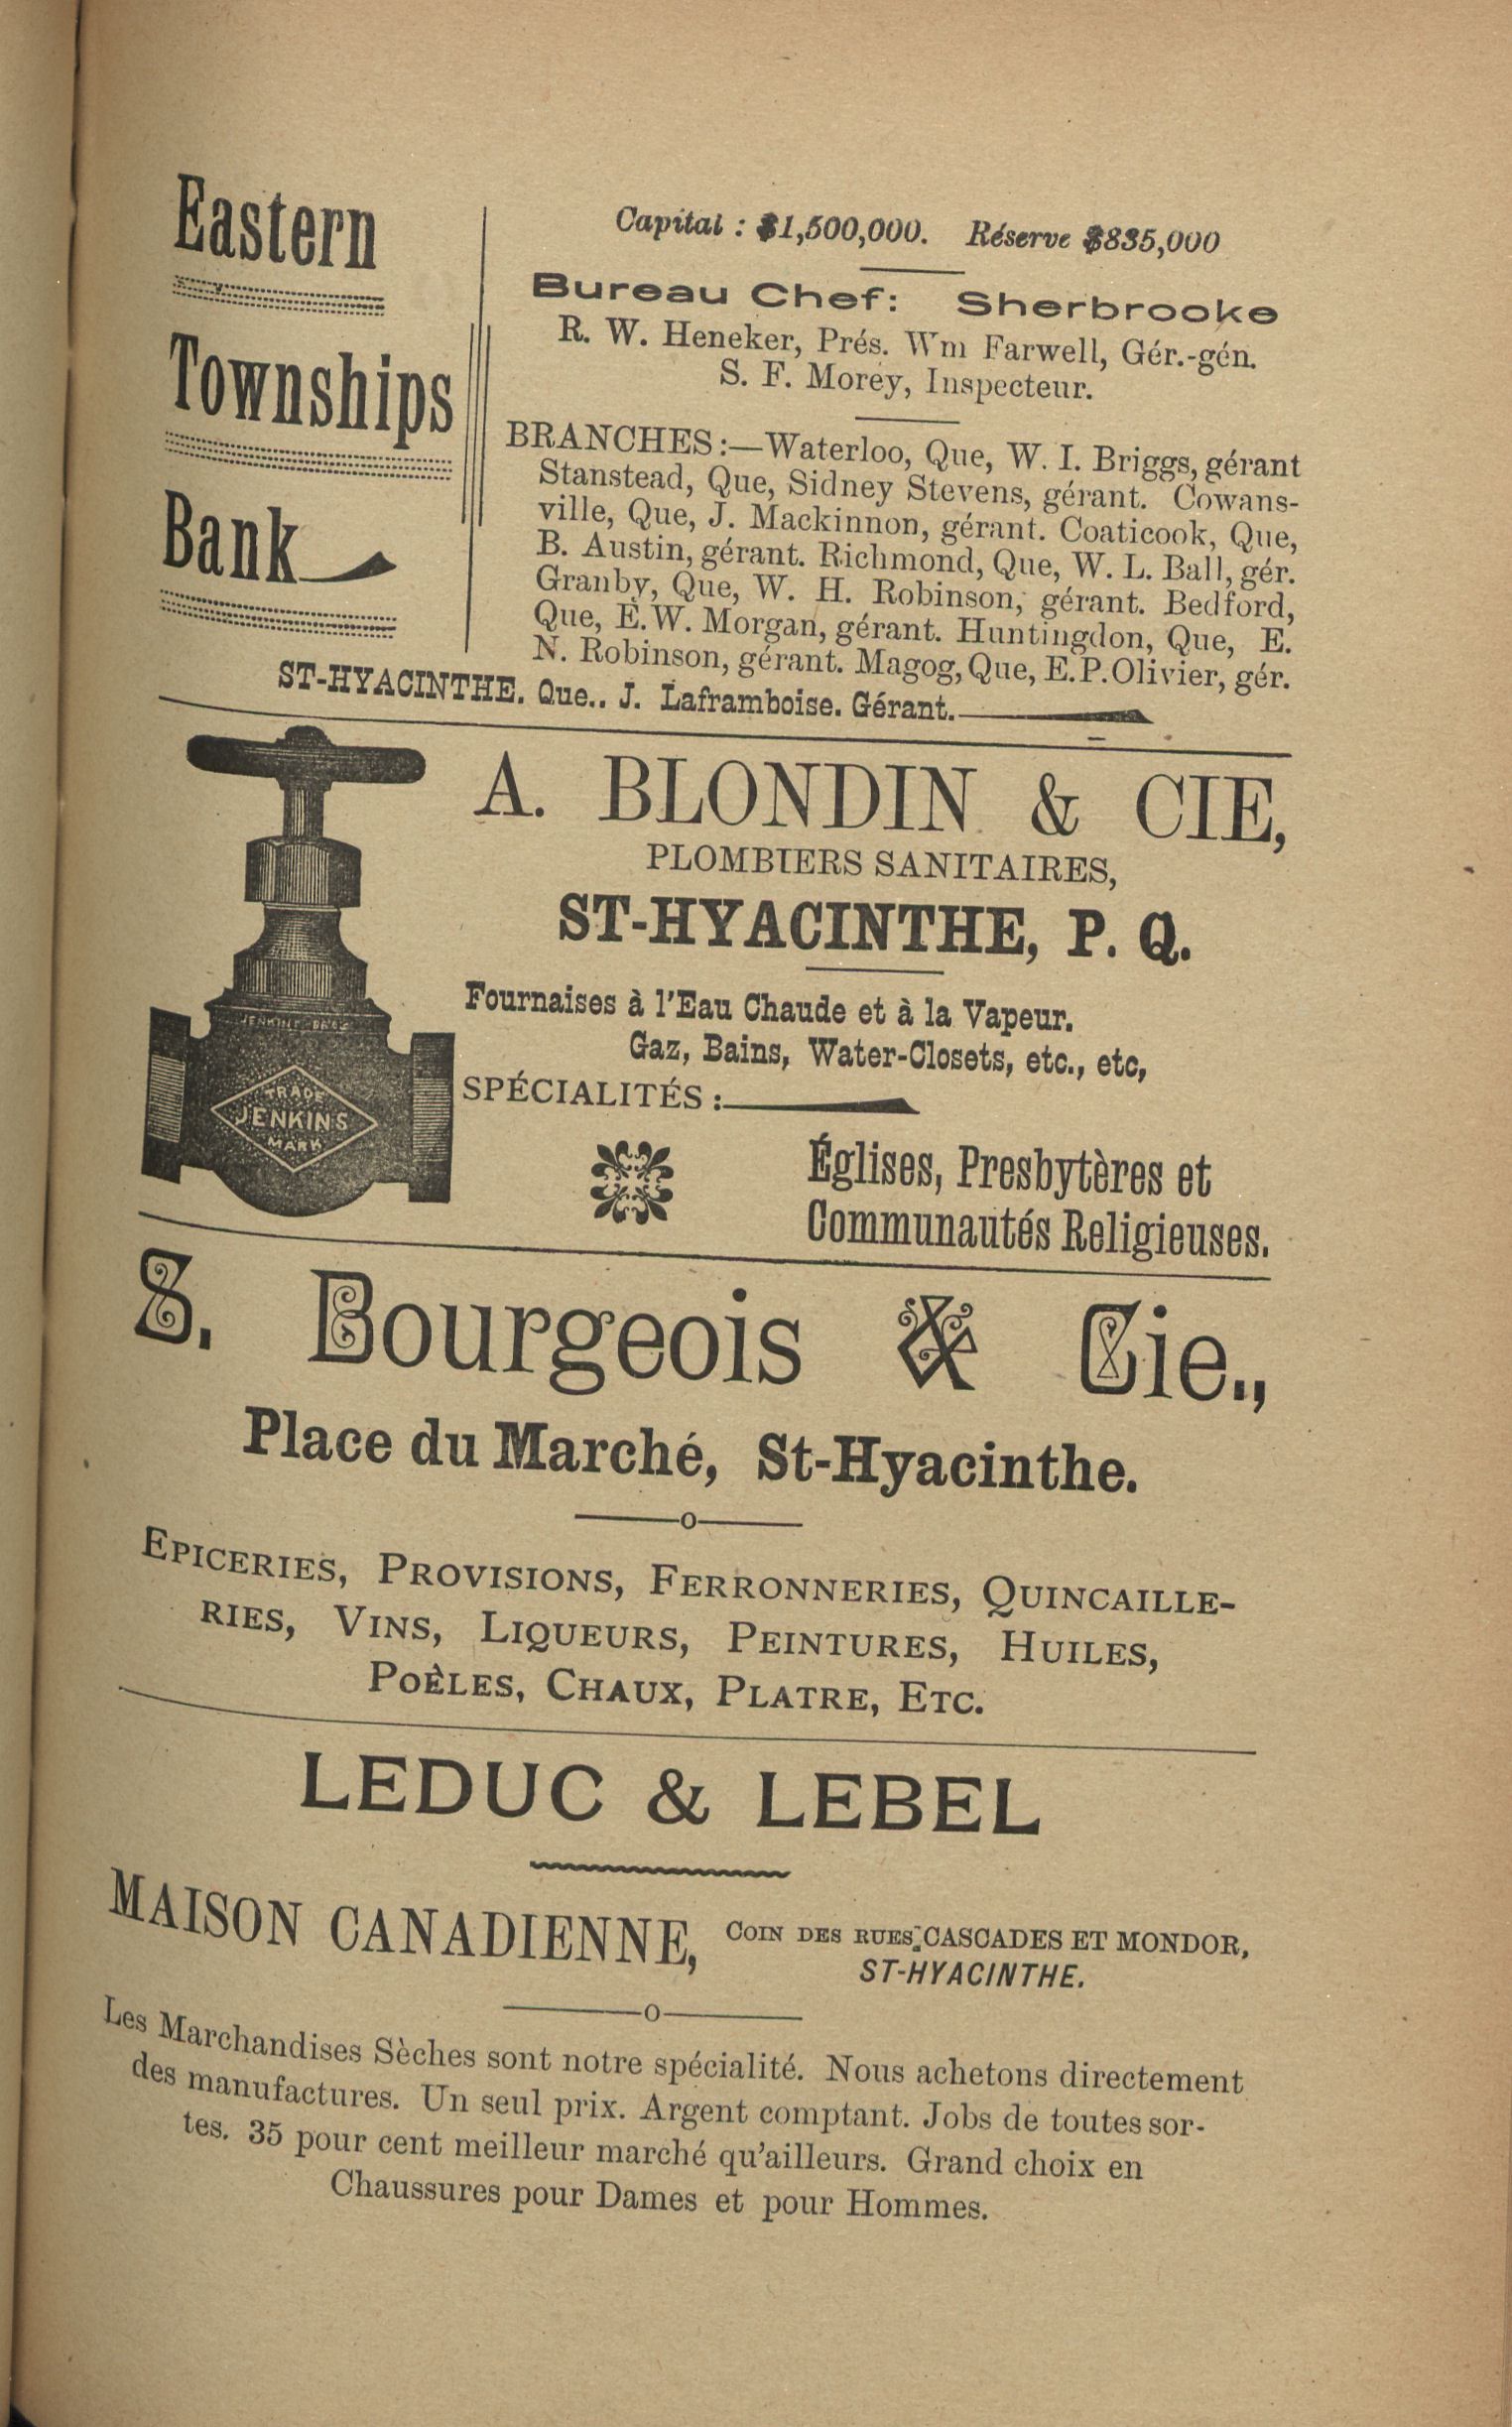 Eastern
Townships
Bank
Capital : $1,500,000. Réserve $835,000
Bureau Chef: Sherbrooke
R. W. Heneker, Prés. Wm Farwell, Gér.-gén.
S. F. Morey, Inspecteur.
BRANCHES :—Waterloo, Que, W. I. Briggs, gérant
Stanstead, Que, Sidney Stevens, gérant. Cowans-
ville, Que, J. Mackinnon, gérant. Coaticook, Que,
B. Austin, gérant. Richmond, Que, W. L. Ball, gér.
Granby, Que, W. H. Robinson, gérant. Bedford,
Que, E. W. Morgan, gérant. Huntingdon, Que, E.
N. Robinson, gérant. Magog, Que, E. P. Olivier, gér.
ST-HYACINTHE. Que.. J. Laframboise. Gérant.
A. BLONDIN & CIE,
PLOMBIERS SANITAIRES,
ST-HYACINTHE, P. Q.
Fournaises à l'Eau Chaude et à la Vapeur.
Gaz, Bains, Water-Closets, etc., etc,
SPÉCIALITÉS :
Églises, Presbytères et
Communautés Religieuses.
JENKINS BROS
TRADE
JENKINS
MARK
S. Bourgeois & Cie.,
Place du Marché, St-Hyacinthe.
—o—
EPICERIES, PROVISIONS, FERRONNERIES, QUINCAILLE-
RIES, VINS, LIQUEURS, PEINTURES, HUILES,
POÈLES, CHAUX, PLATRE, ETC.
LEDUC & LEBEL
MAISON CANADIENNE, COIN DES RUES CASCADES ET MONDOR,
ST-HYACINTHE.
—o—
Les Marchandises Sèches sont notre spécialité. Nous achetons directement
des manufactures. Un seul prix. Argent comptant. Jobs de toutes sor-
tes. 35 pour cent meilleur marché qu'ailleurs. Grand choix en
Chaussures pour Dames et pour Hommes.